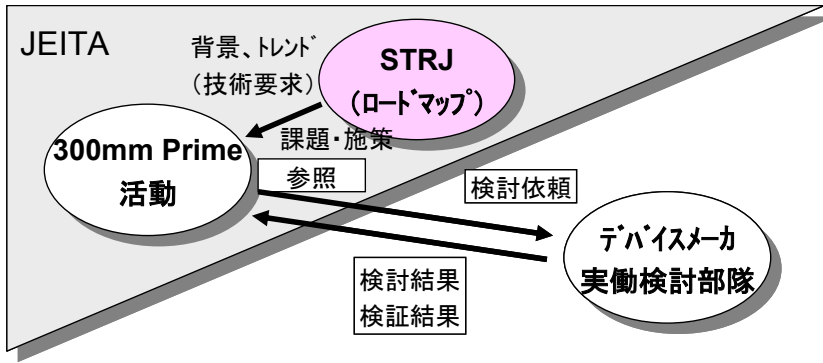 JEITA
背景、ﾄﾚﾝﾄﾞ
（技術要求）
STRJ
（ﾛｰﾄﾞﾏｯﾌﾟ）
課題・施策
300mm Prime
活動
参照
検討依頼
ﾃﾞﾊﾞｲｽﾒｰｶ
実働検討部隊
検討結果
検証結果